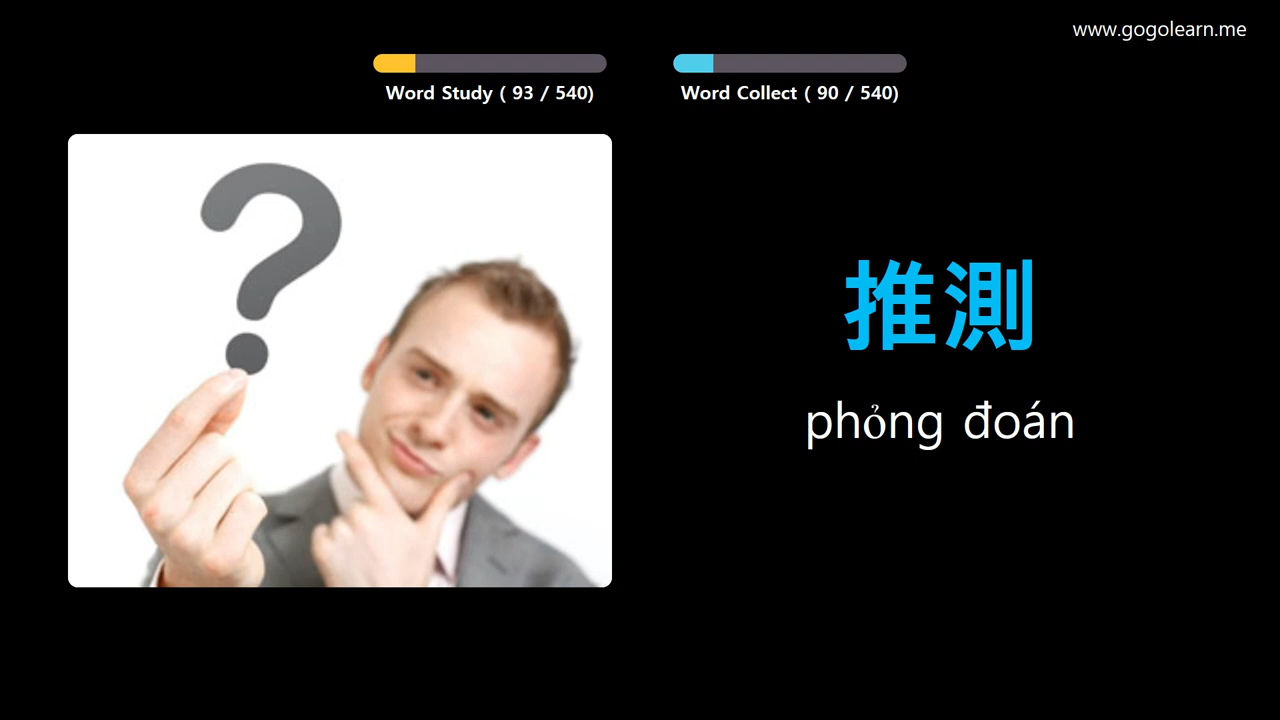 www.gogolearn.me
Word Study ( 93 / 540)
Word Collect ( 90 / 540)
?
推測
phỏng đoán